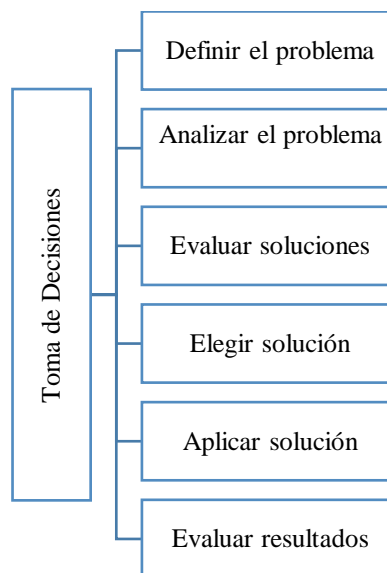 Toma de Decisiones
Definir el problema
Analizar el problema
Evaluar soluciones
Elegir solución
Aplicar solución
Evaluar resultados